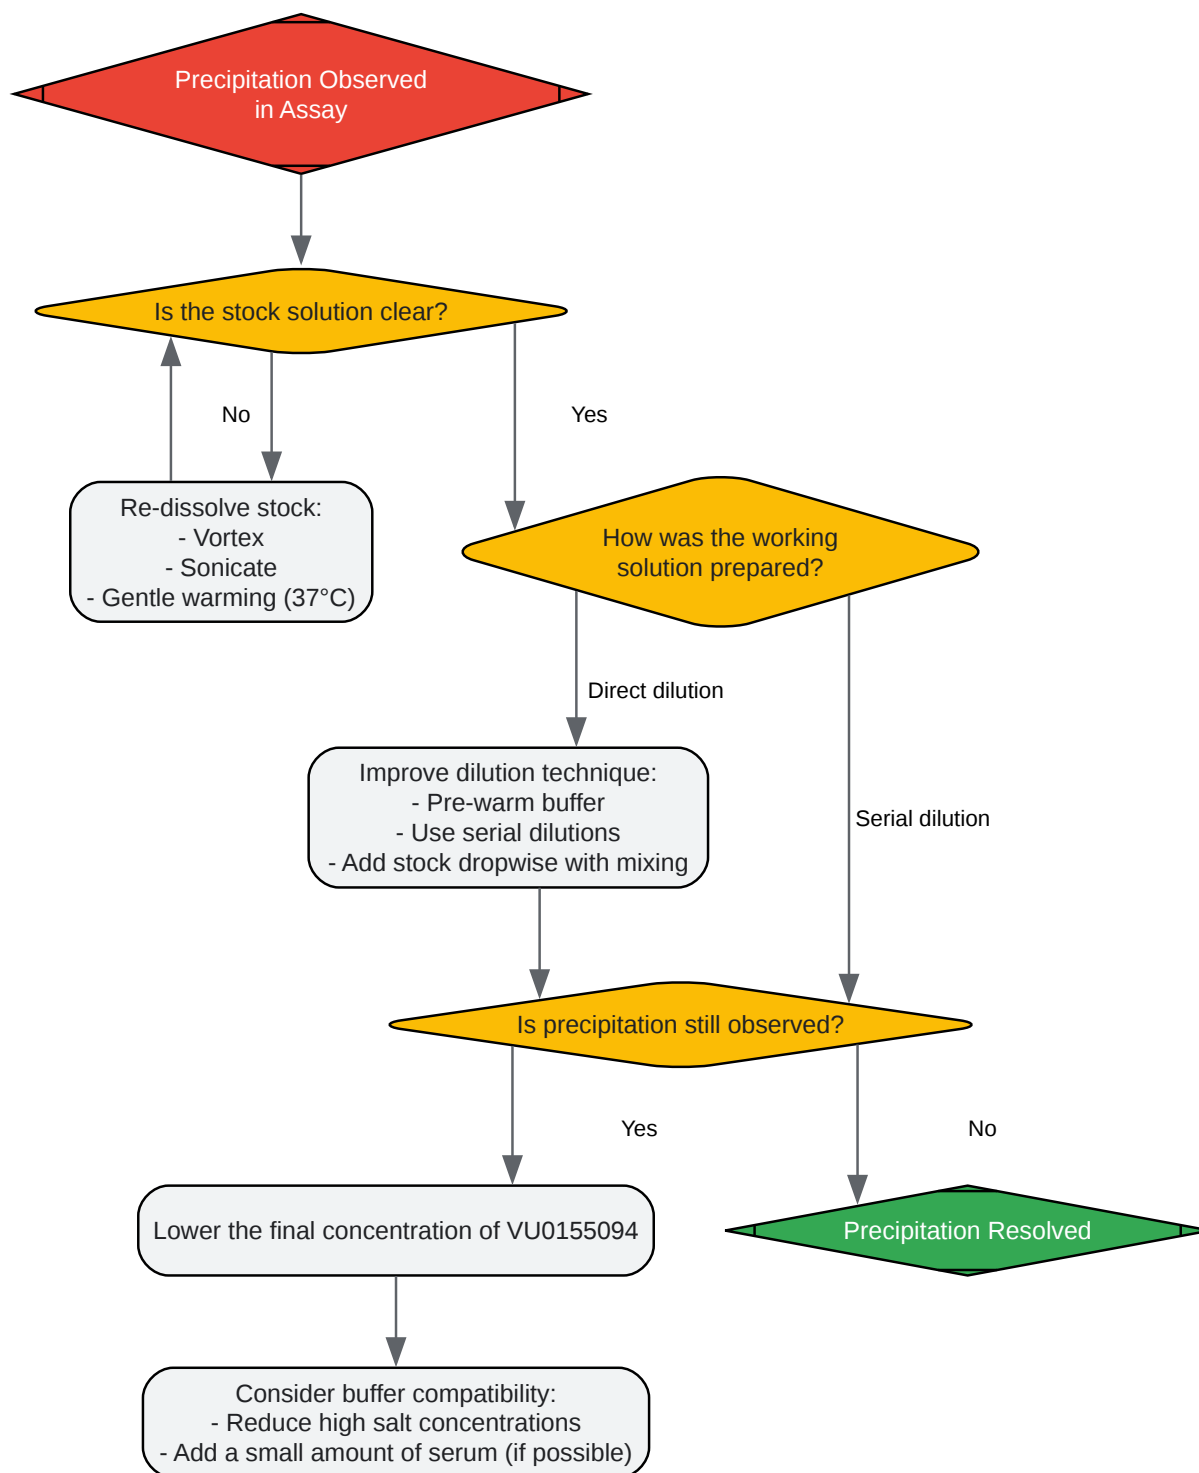 Precipitation Observed
in Assay
Is the stock solution clear?
No
Yes
Re-dissolve stock:
- Vortex
- Sonicate
- Gentle warming (37°C)
How was the working
solution prepared?
Direct dilution
Improve dilution technique:
- Pre-warm buffer
- Use serial dilutions
- Add stock dropwise with mixing
Serial dilution
Is precipitation still observed?
Yes
No
Lower the final concentration of VU0155094
Precipitation Resolved
Consider buffer compatibility:
- Reduce high salt concentrations
- Add a small amount of serum (if possible)